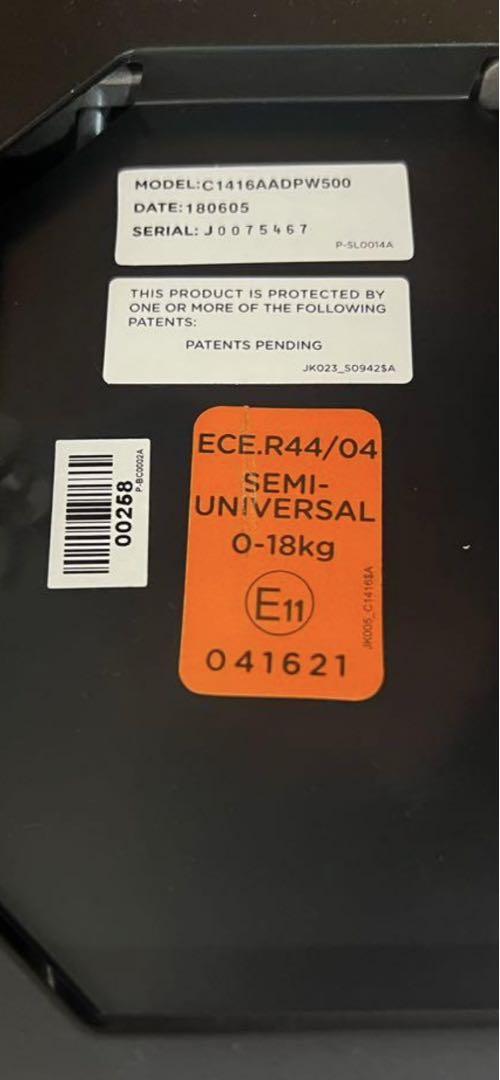 MODEL:C1416AADPW500
DATE:180605
SERIAL: J0075467
P-SL0014A
THIS PRODUCT IS PROTECTED BY
ONE OR MORE OF THE FOLLOWING
PATENTS:
PATENTS PENDING
JK023_S0942$A
00258
P-BC0002A
ECE.R44/04
SEMI-
UNIVERSAL
0-18kg
E11
JK005_C1416$A
041621